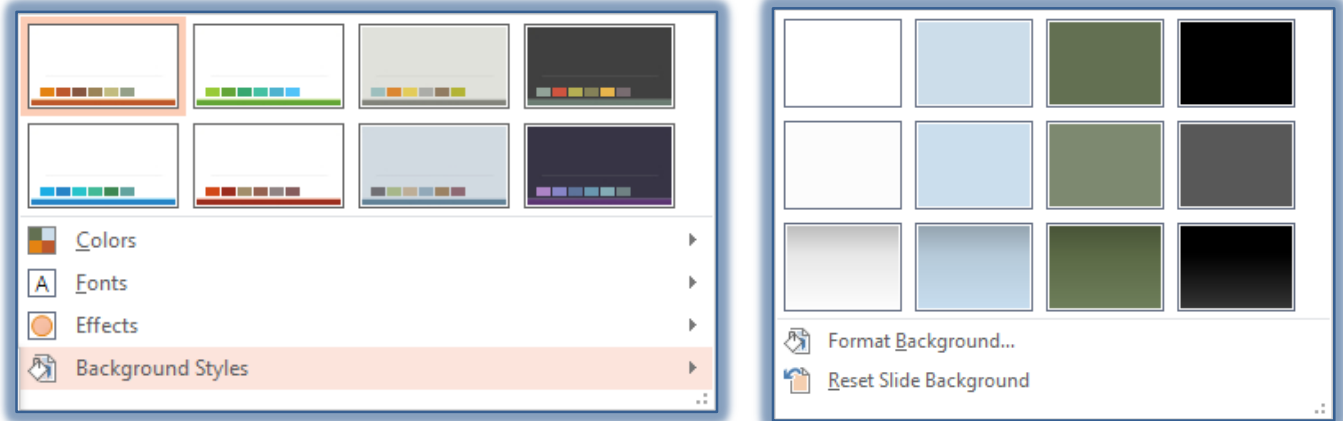 Colors
A Fonts
Effects
Background Styles
Format Background...
Reset Slide Background